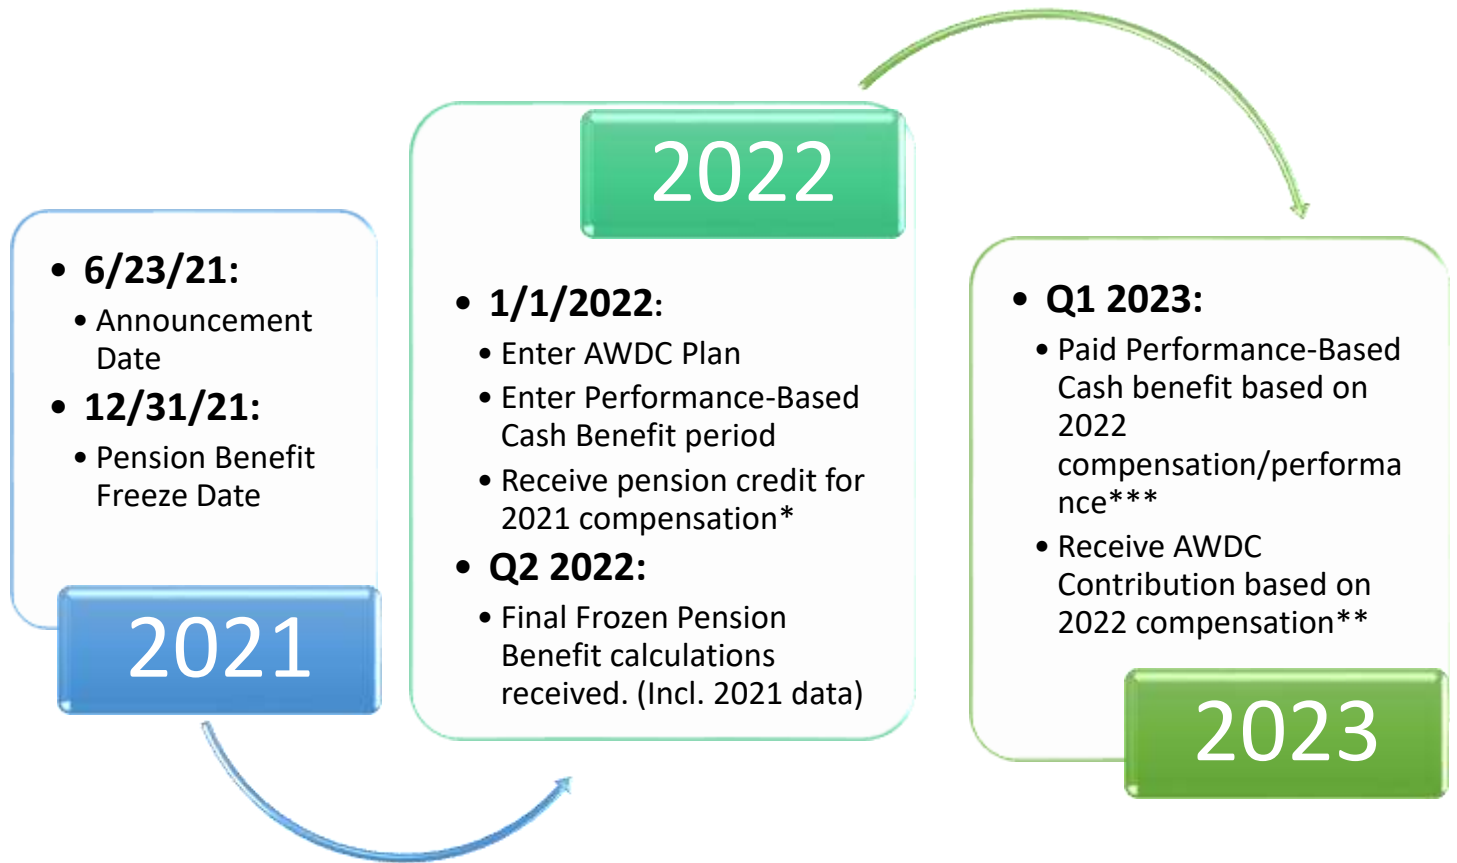 • 6/23/21:
• Announcement
Date
• 12/31/21:
• Pension Benefit
Freeze Date
2021
2022
• 1/1/2022:
• Enter AWDC Plan
• Enter Performance-Based
Cash Benefit period
• Receive pension credit for
2021 compensation*
• Q2 2022:
• Final Frozen Pension
Benefit calculations
received. (Incl. 2021 data)
• Q1 2023:
• Paid Performance-Based
Cash benefit based on
2022
compensation/performa
nce***
• Receive AWDC
Contribution based on
2022 compensation**
2023